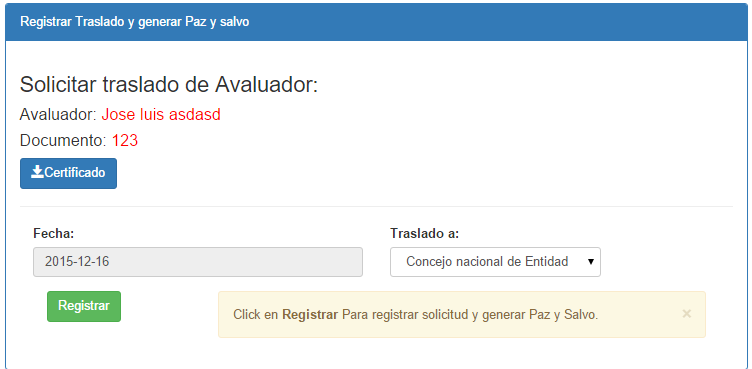 Registrar Traslado y generar Paz y salvo
Solicitar traslado de Avaluador:
Avaluador: Jose luis asdasd
Documento: 123
Certificado
Fecha:
Traslado a:
2015-12-16
Concejo nacional de Entidad
Registrar
Click en Registrar Para registrar solicitud y generar Paz y Salvo. ×